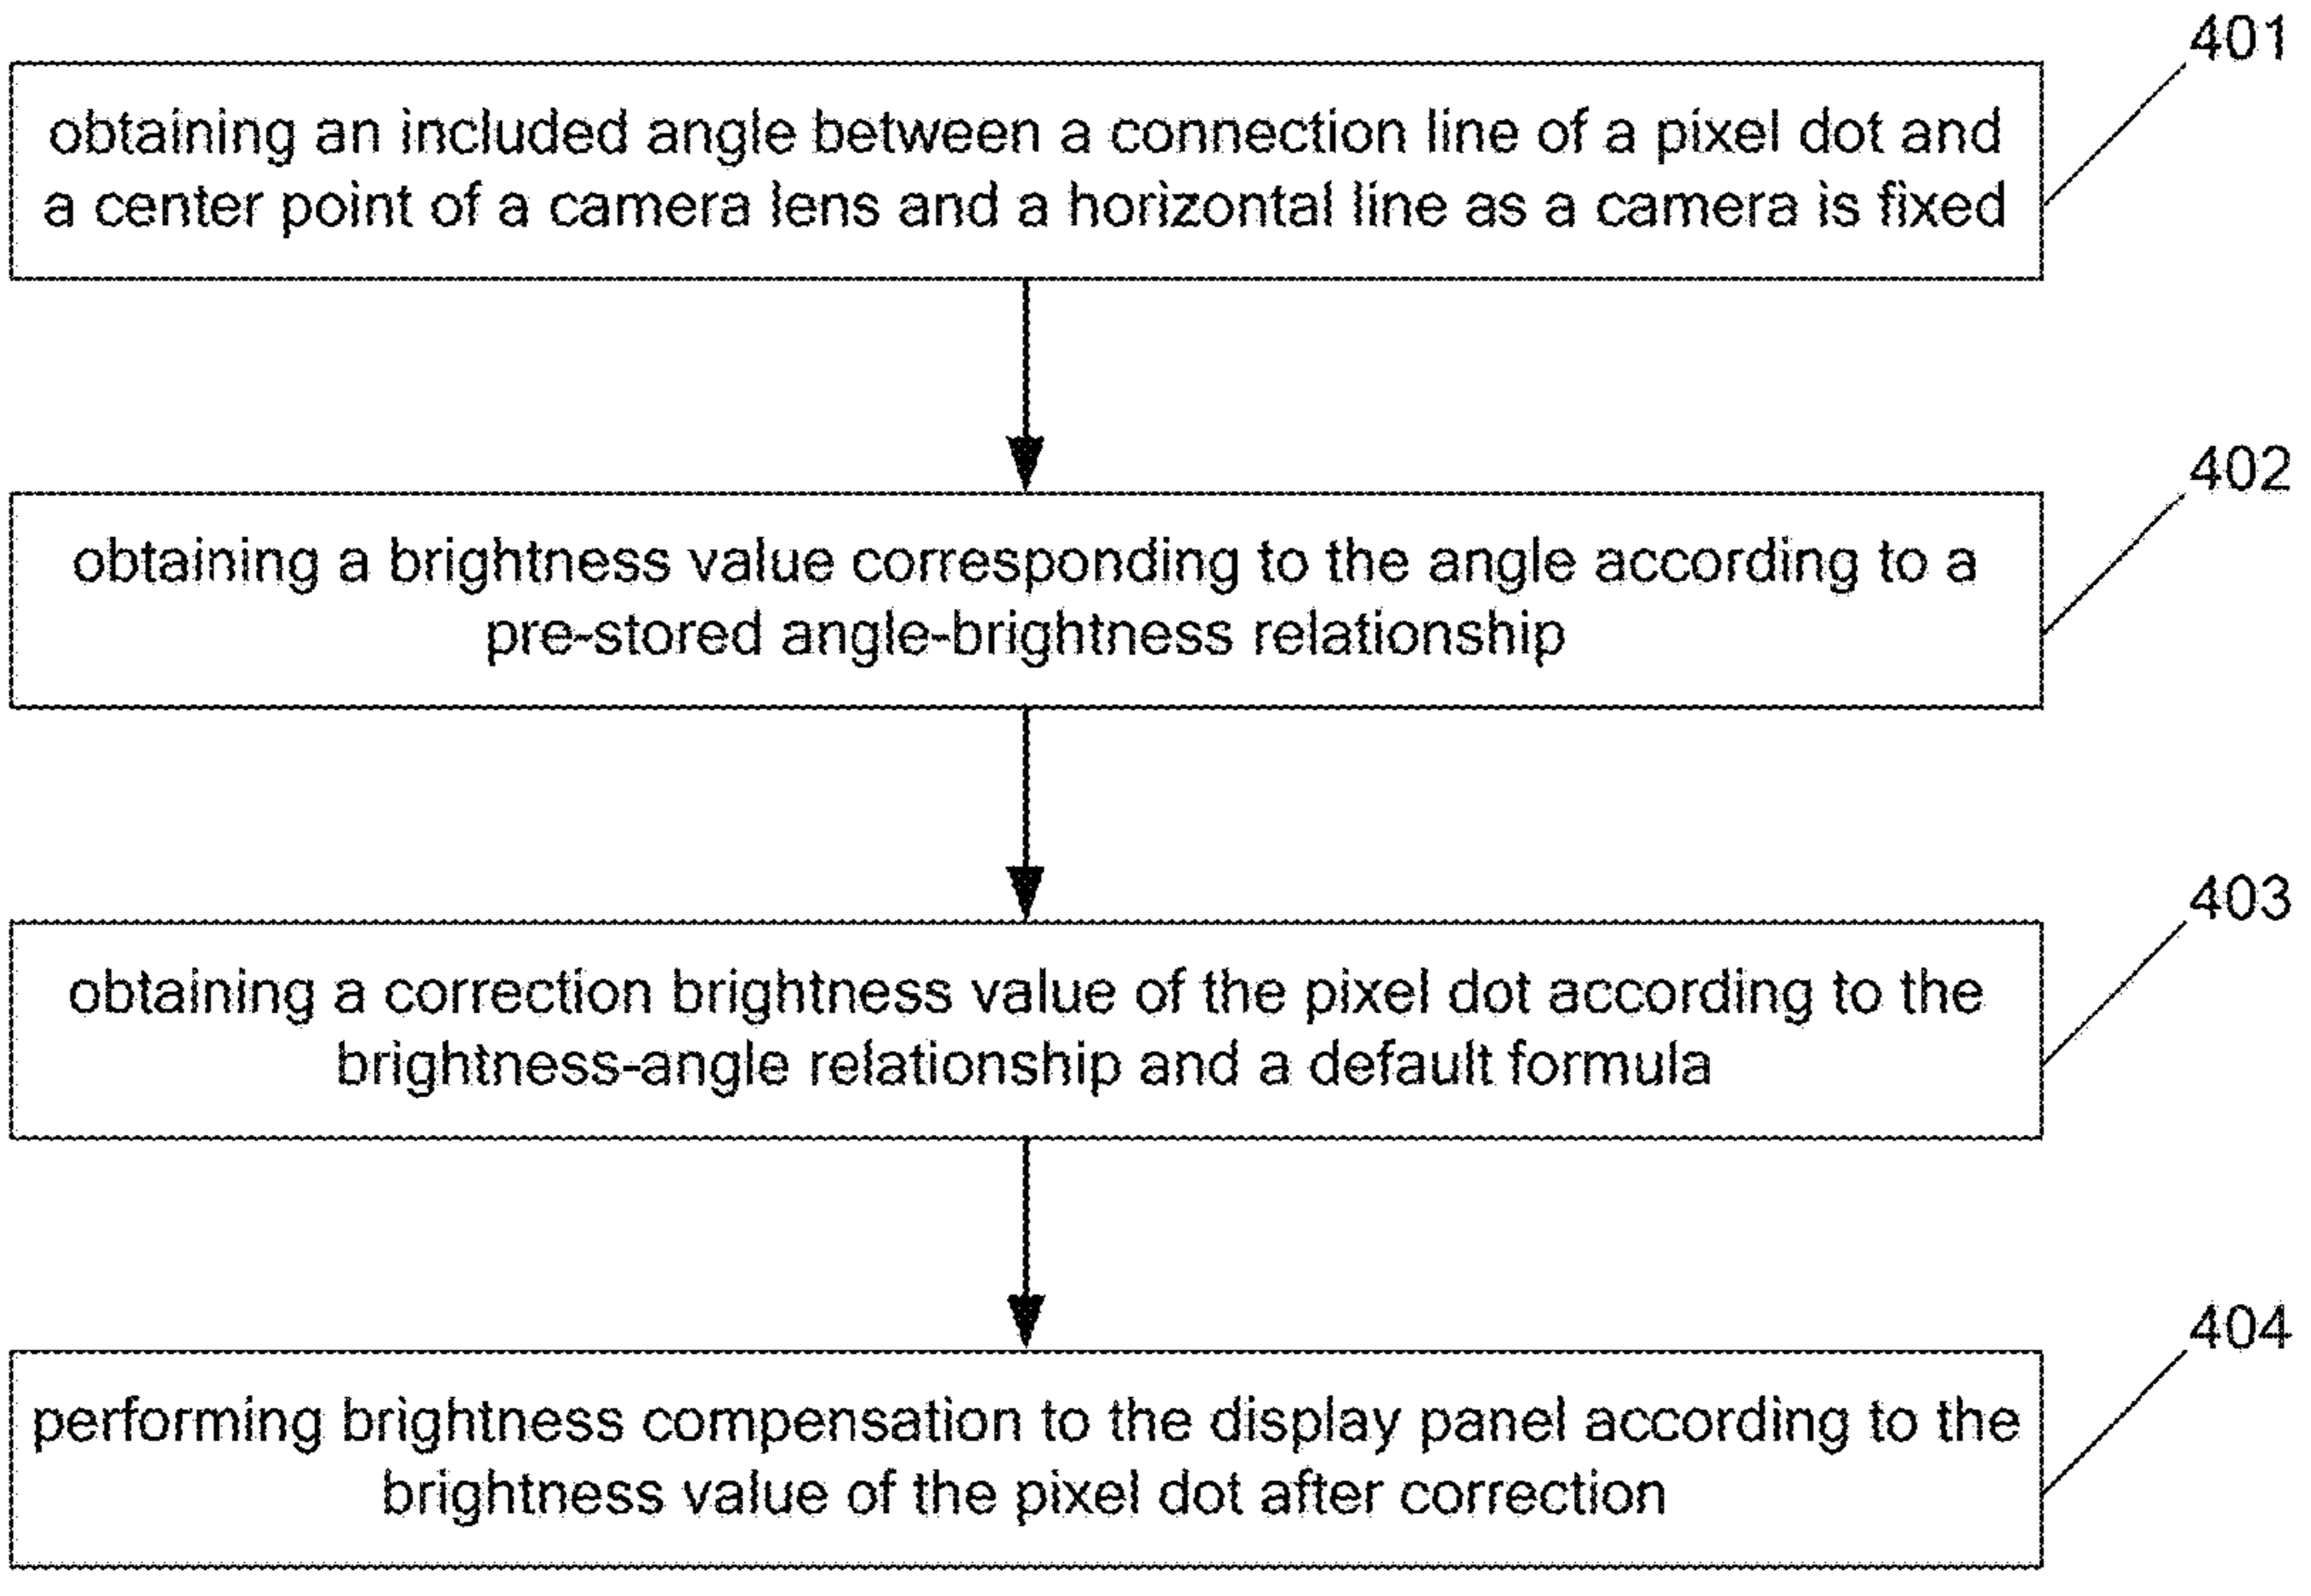 401
obtaining an included angle between a connection line of a pixel dot and
a center point of a camera lens and a horizontal line as a camera is fixed
402
obtaining a brightness value corresponding to the angle according to a
pre-stored angle-brightness relationship
403
obtaining a correction brightness value of the pixel dot according to the
brightness-angle relationship and a default formula
404
performing brightness compensation to the display panel according to the
brightness value of the pixel dot after correction